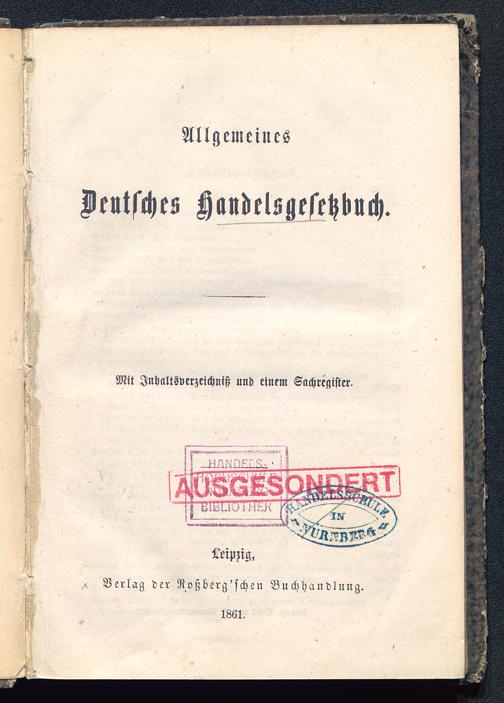 Allgemeines
Deutsches Handelsgesetzbuch.
Mit Inhaltsverzeichniß und einem Sachregister.
HANDELS-
BIBLIOTHEK
AUSGESONDERT
HANDELSSCHULE
IN
NÜRNBERG
Leipzig,
Verlag der Roßberg'schen Buchhandlung.
1861.